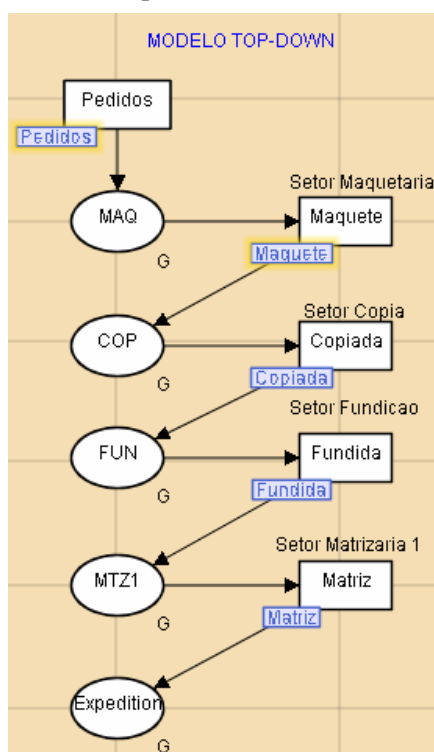 MODELO TOP-DOWN
Pedidos
Pedidos
Setor Maquetaria
MAQ
Maquete
G
Maquete
Setor Copia
COP
Copiada
G
Copiada
Setor Fundicao
FUN
Fundida
G
Fundida
Setor Matrizaria 1
MTZ1
Matriz
G
Matriz
Expedition
G